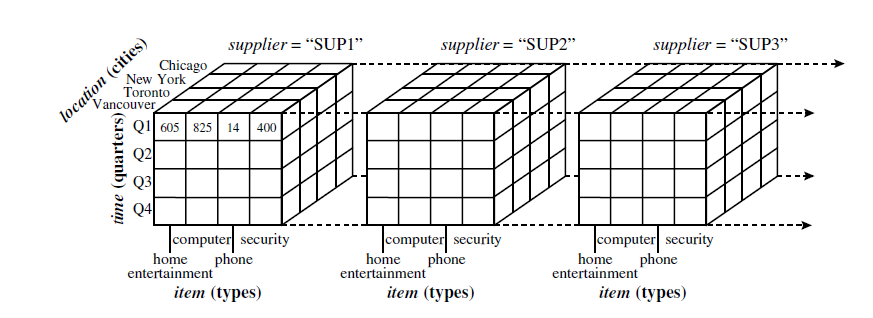 supplier = “SUP1”
supplier = “SUP2”
supplier = “SUP3”
location (cities)
Chicago
New York
Toronto
Vancouver
time (quarters)
Q1 605 825 14 400
Q2
Q3
Q4
computer security
home phone
entertainment
item (types)
computer security
home phone
entertainment
item (types)
computer security
home phone
entertainment
item (types)